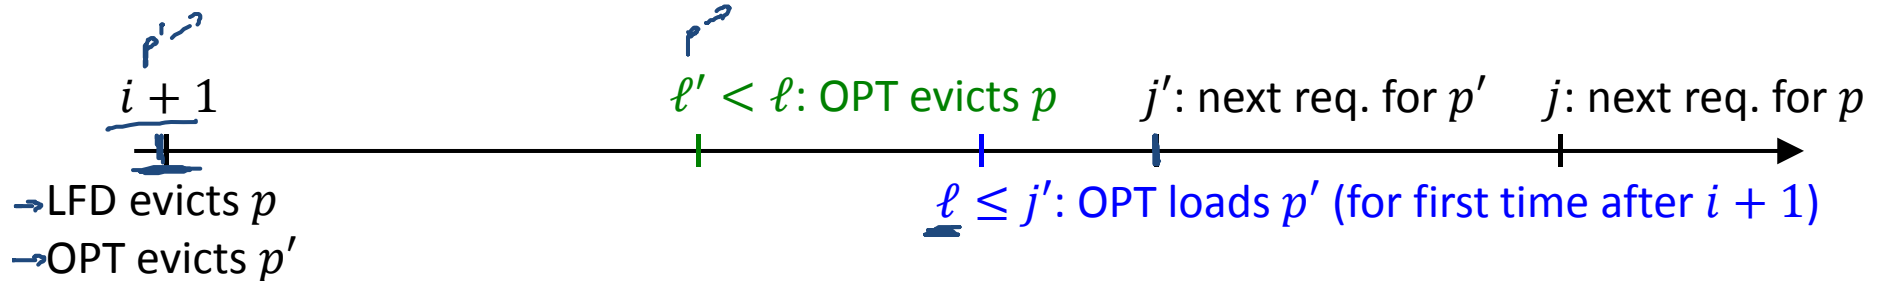 p' p
i + 1 ℓ′ < ℓ: OPT evicts p j′: next req. for p′ j: next req. for p
LFD evicts p ℓ ≤ j′: OPT loads p′ (for first time after i + 1)
OPT evicts p′